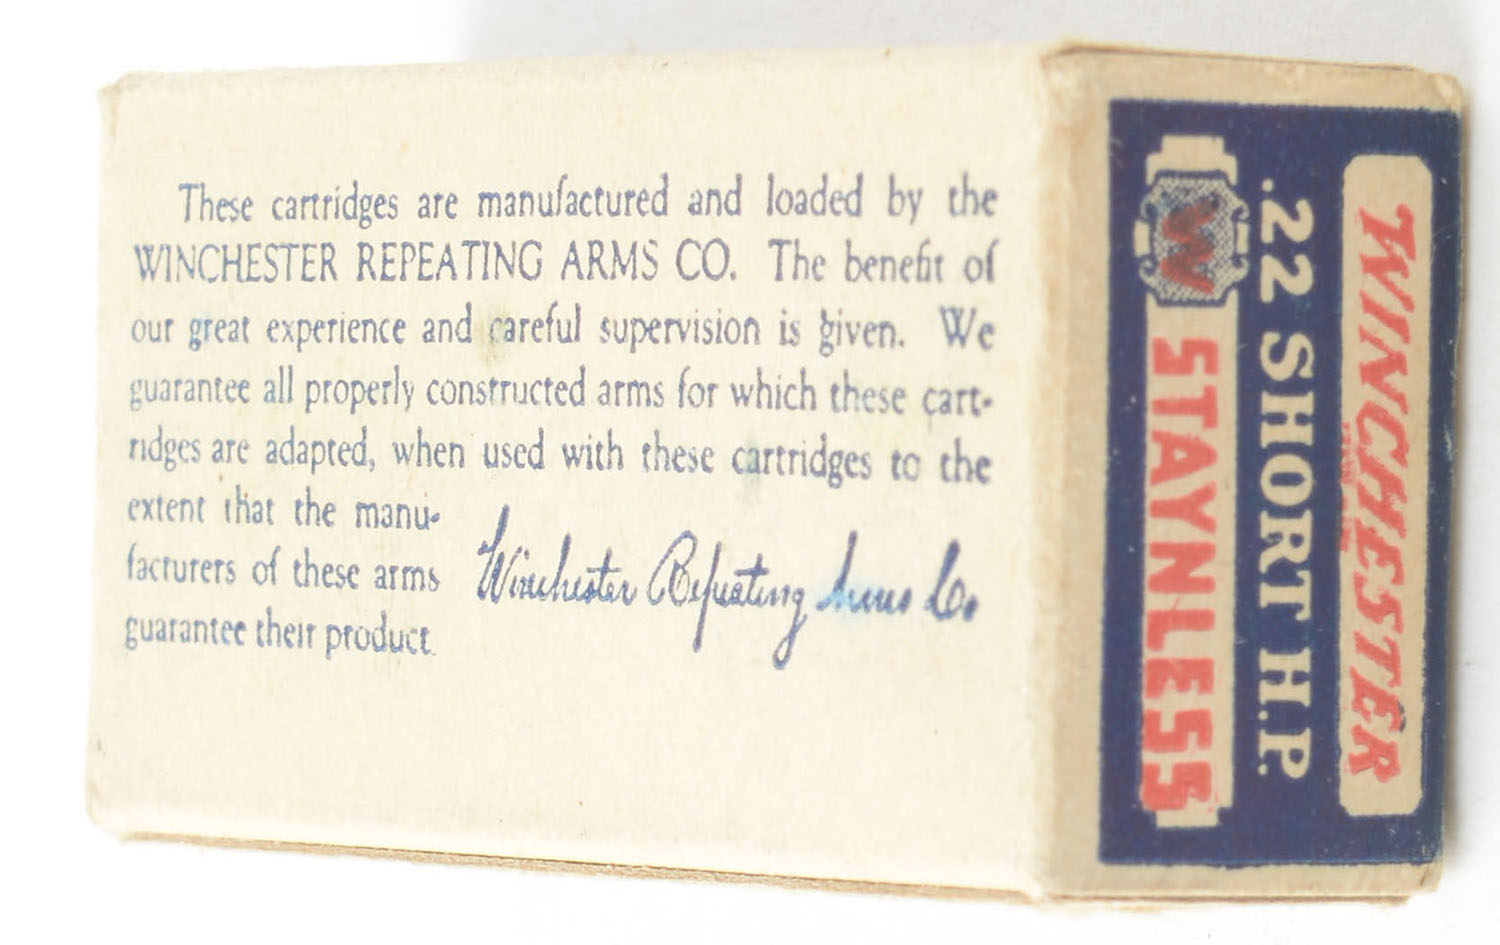 These cartridges are manufactured and loaded by the
WINCHESTER REPEATING ARMS CO. The benefit of
our great experience and careful supervision is given. We
guarantee all properly constructed arms for which these cart-
ridges are adapted, when used with these cartridges to the
extent that the manu-
facturers of these arms
guarantee their product.
Winchester Repeating Arms Co.
WINCHESTER
.22 SHORT H.P.
W STAYNLESS